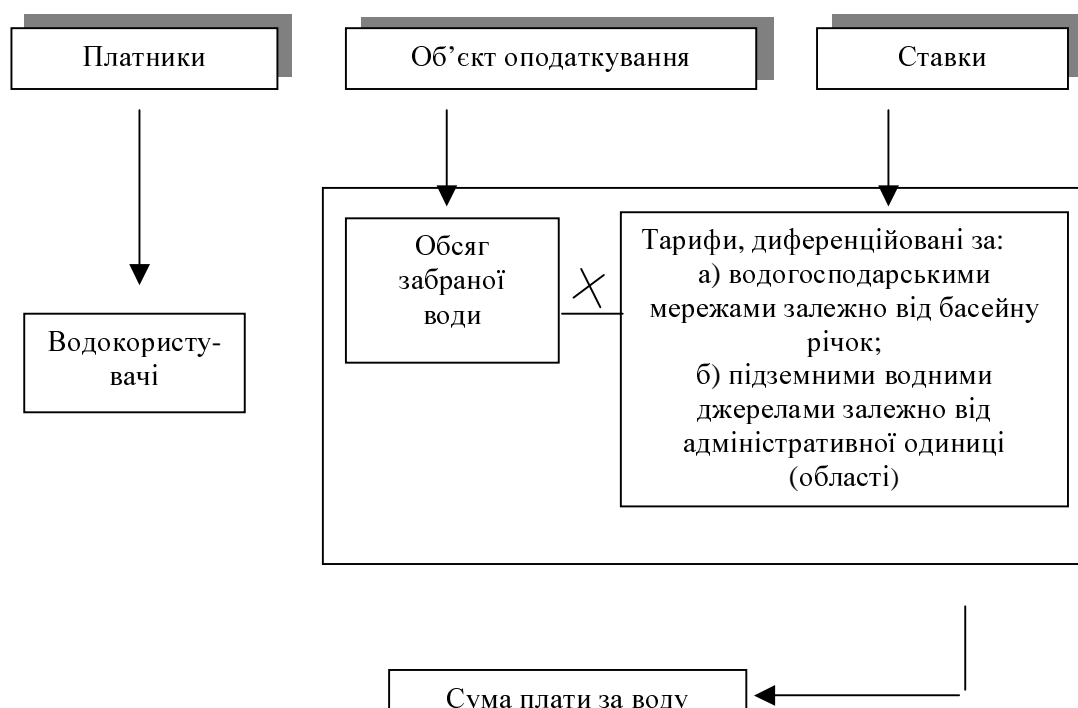 Платники
Об’єкт оподаткування
Ставки
Обсяг
забраної
води
Тарифи, диференційовані за:
а) водогосподарськими
мережами залежно від басейну
річок;
б) підземними водними
джерелами залежно від
адміністративної одиниці
(області)
Водокористу-
вачі
Сума плати за воду